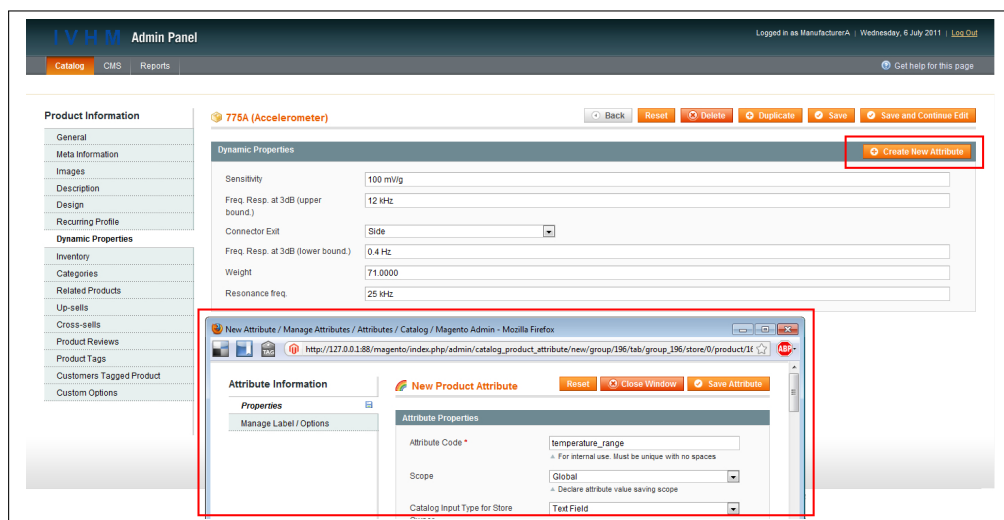 IVHM Admin Panel
Logged in as ManufacturerA | Wednesday, 6 July 2011 | Log Out
Catalog CMS Reports
Get help for this page
Product Information
General
Meta Information
Images
Description
Design
Recurring Profile
Dynamic Properties
Inventory
Categories
Related Products
Up-sells
Cross-sells
Product Reviews
Product Tags
Customers Tagged Product
Custom Options
775A (Accelerometer)
Back Reset Delete Duplicate Save Save and Continue Edit
Dynamic Properties
Create New Attribute
Sensitivity 100 mV/g
Freq. Resp. at 3dB (upper 12 kHz
bound.)
Connector Exit Side
Freq. Resp. at 3dB (lower bound.) 0.4 Hz
Weight 71.0000
Resonance freq. 25 kHz
New Attribute / Manage Attributes / Attributes / Catalog / Magento Admin - Mozilla Firefox
TAG http://127.0.0.1:88/magento/index.php/admin/catalog_product_attribute/new/group/196/tab/group_196/store/0/product/16 ABP
Attribute Information
Properties
Manage Label / Options
New Product Attribute
Reset Close Window Save Attribute
Attribute Properties
Attribute Code * temperature_range
For internal use. Must be unique with no spaces
Scope Global
Declare attribute value saving scope
Catalog Input Type for Store Text Field